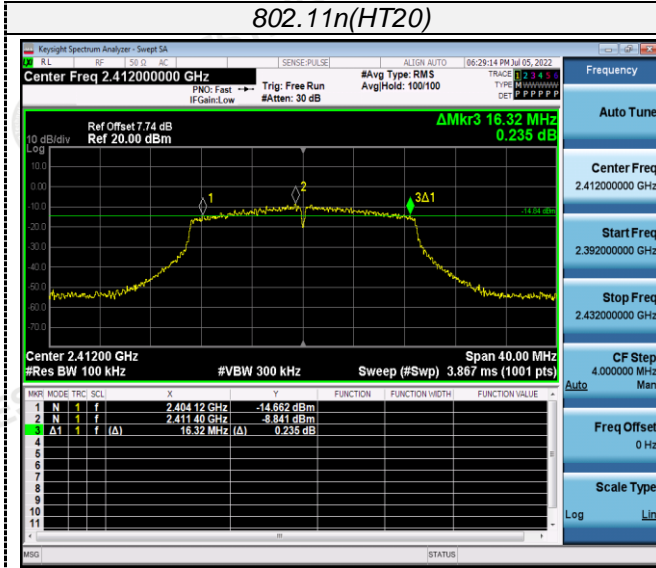 802.11n(HT20)
Keysight Spectrum Analyzer - Swept SA
RL RF 50 Ω AC SENSE:PULSE ALIGN AUTO 06:29:14 PM Jul 05, 2022
Center Freq 2.412000000 GHz
PNO: Fast
IFGain:Low
Trig: Free Run
#Atten: 30 dB
#Avg Type: RMS
Avg|Hold: 100/100
TRACE 1 2 3 4 5 6
TYPE M WWWWW
DET P P P P P P
Frequency
Auto Tune
Center Freq
2.412000000 GHz
Start Freq
2.392000000 GHz
Stop Freq
2.432000000 GHz
CF Step
4.000000 MHz
Auto Man
Freq Offset
0 Hz
Scale Type
Log Lin
Ref Offset 7.74 dB
10 dB/div Ref 20.00 dBm
Log
ΔMkr3 16.32 MHz
0.235 dB
10.0
0.00
-10.0
-20.0
-30.0
-40.0
-50.0
-60.0
-70.0
1
2
3Δ1
-14.84 dBm
Center 2.41200 GHz Span 40.00 MHz
#Res BW 100 kHz #VBW 300 kHz Sweep (#Swp) 3.867 ms (1001 pts)
MKR MODE TRC SCL X Y FUNCTION FUNCTION WIDTH FUNCTION VALUE
1 N 1 f 2.404 12 GHz -14.662 dBm
2 N 1 f 2.411 40 GHz -8.841 dBm
3 Δ1 1 f (Δ) 16.32 MHz (Δ) 0.235 dB
4
5
6
7
8
9
10
11
MSG STATUS